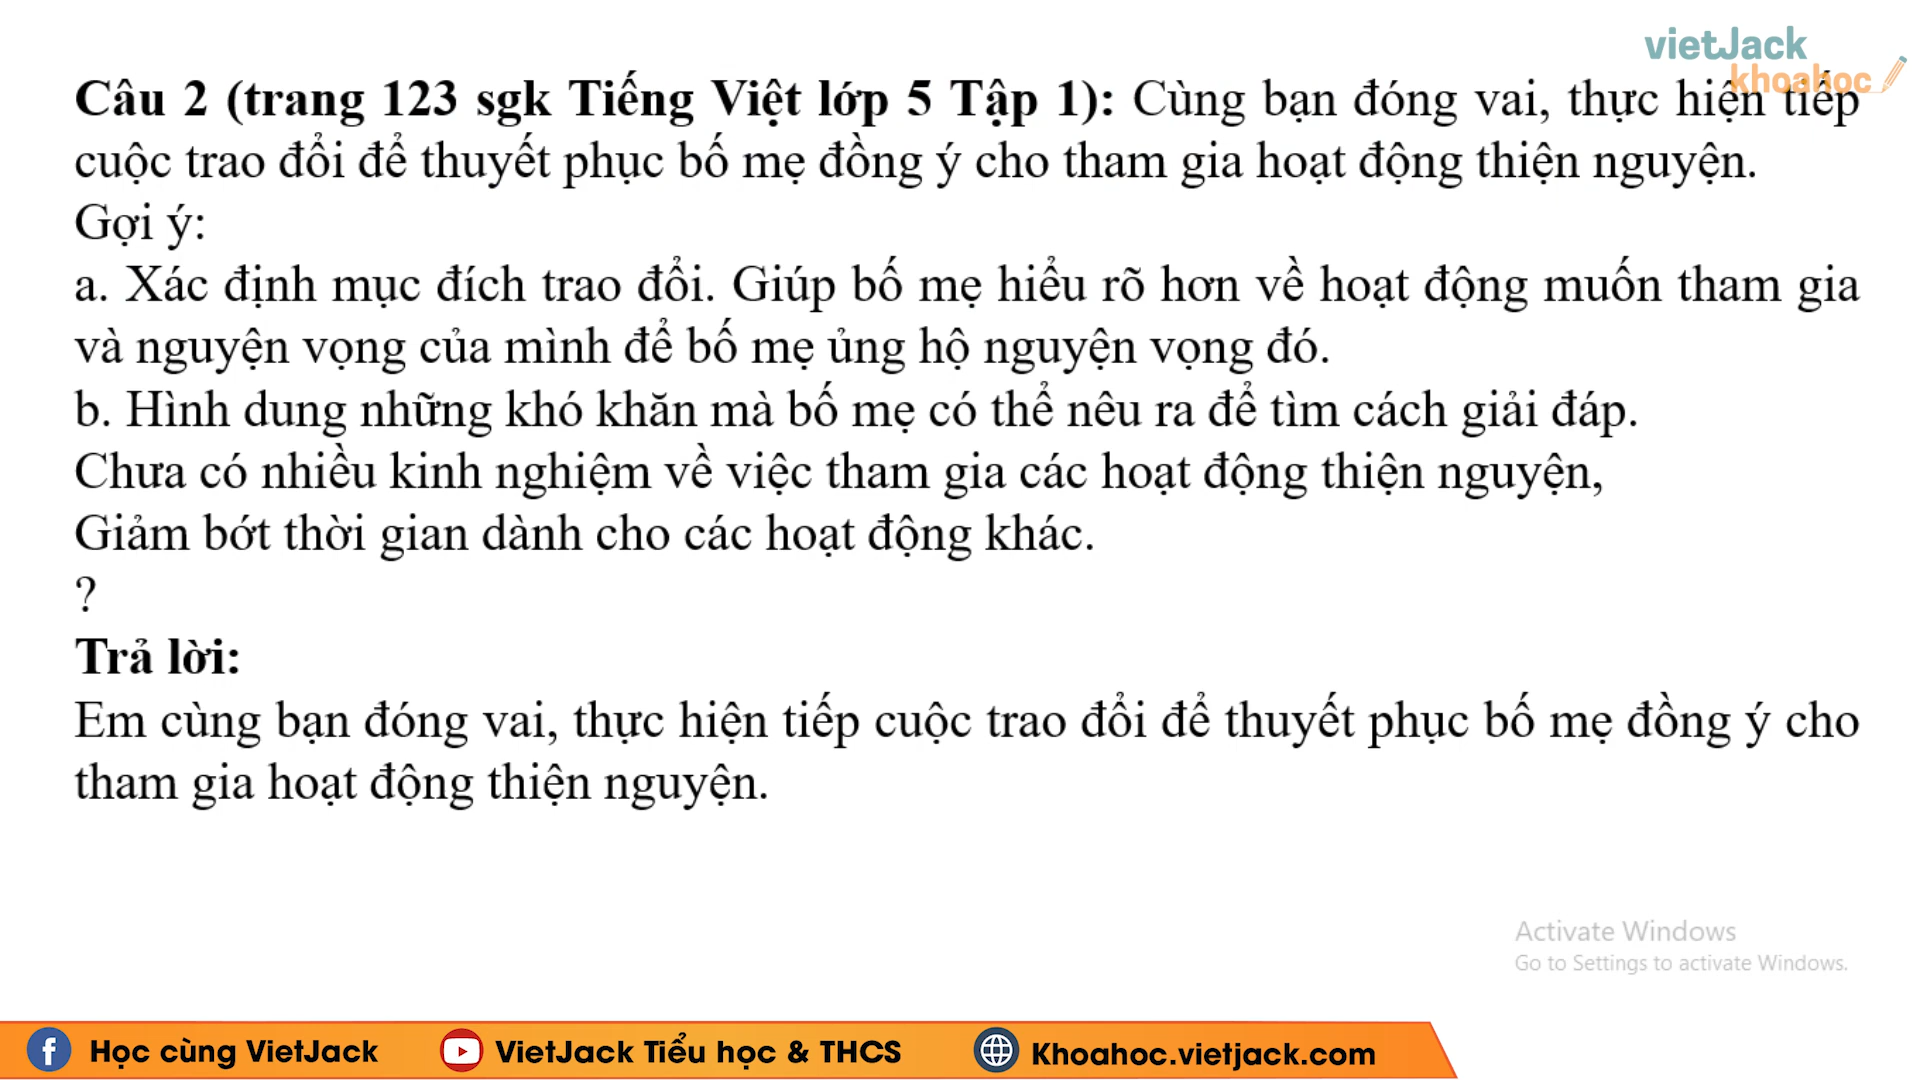 vietJack
khoahoc
Câu 2 (trang 123 sgk Tiếng Việt lớp 5 Tập 1): Cùng bạn đóng vai, thực hiện tiếp
cuộc trao đổi để thuyết phục bố mẹ đồng ý cho tham gia hoạt động thiện nguyện.
Gợi ý:
a. Xác định mục đích trao đổi. Giúp bố mẹ hiểu rõ hơn về hoạt động muốn tham gia
và nguyện vọng của mình để bố mẹ ủng hộ nguyện vọng đó.
b. Hình dung những khó khăn mà bố mẹ có thể nêu ra để tìm cách giải đáp.
Chưa có nhiều kinh nghiệm về việc tham gia các hoạt động thiện nguyện,
Giảm bớt thời gian dành cho các hoạt động khác.
?
Trả lời:
Em cùng bạn đóng vai, thực hiện tiếp cuộc trao đổi để thuyết phục bố mẹ đồng ý cho
tham gia hoạt động thiện nguyện.
Activate Windows
Go to Settings to activate Windows.
Học cùng VietJack
VietJack Tiểu học & THCS
Khoahoc.vietjack.com